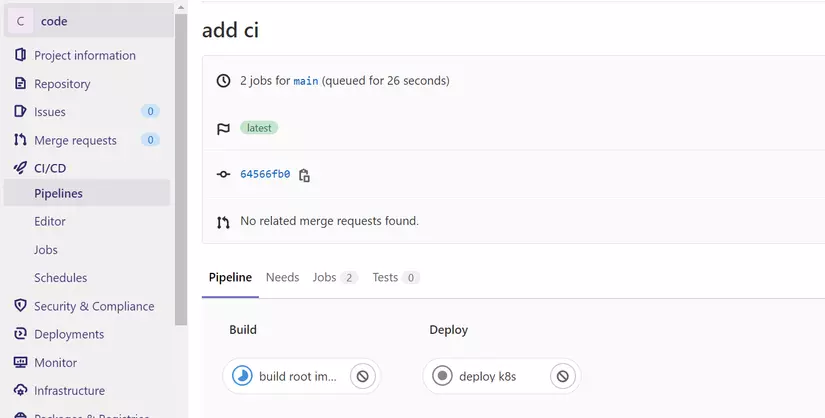 C code
Project information
Repository
Issues 0
Merge requests 0
CI/CD
Pipelines
Editor
Jobs
Schedules
Security & Compliance
Deployments
Monitor
Infrastructure
Packages & Registries
add ci
2 jobs for main (queued for 26 seconds)
latest
64566fb0
No related merge requests found.
Pipeline Needs Jobs 2 Tests 0
Build Deploy
build root im... deploy k8s